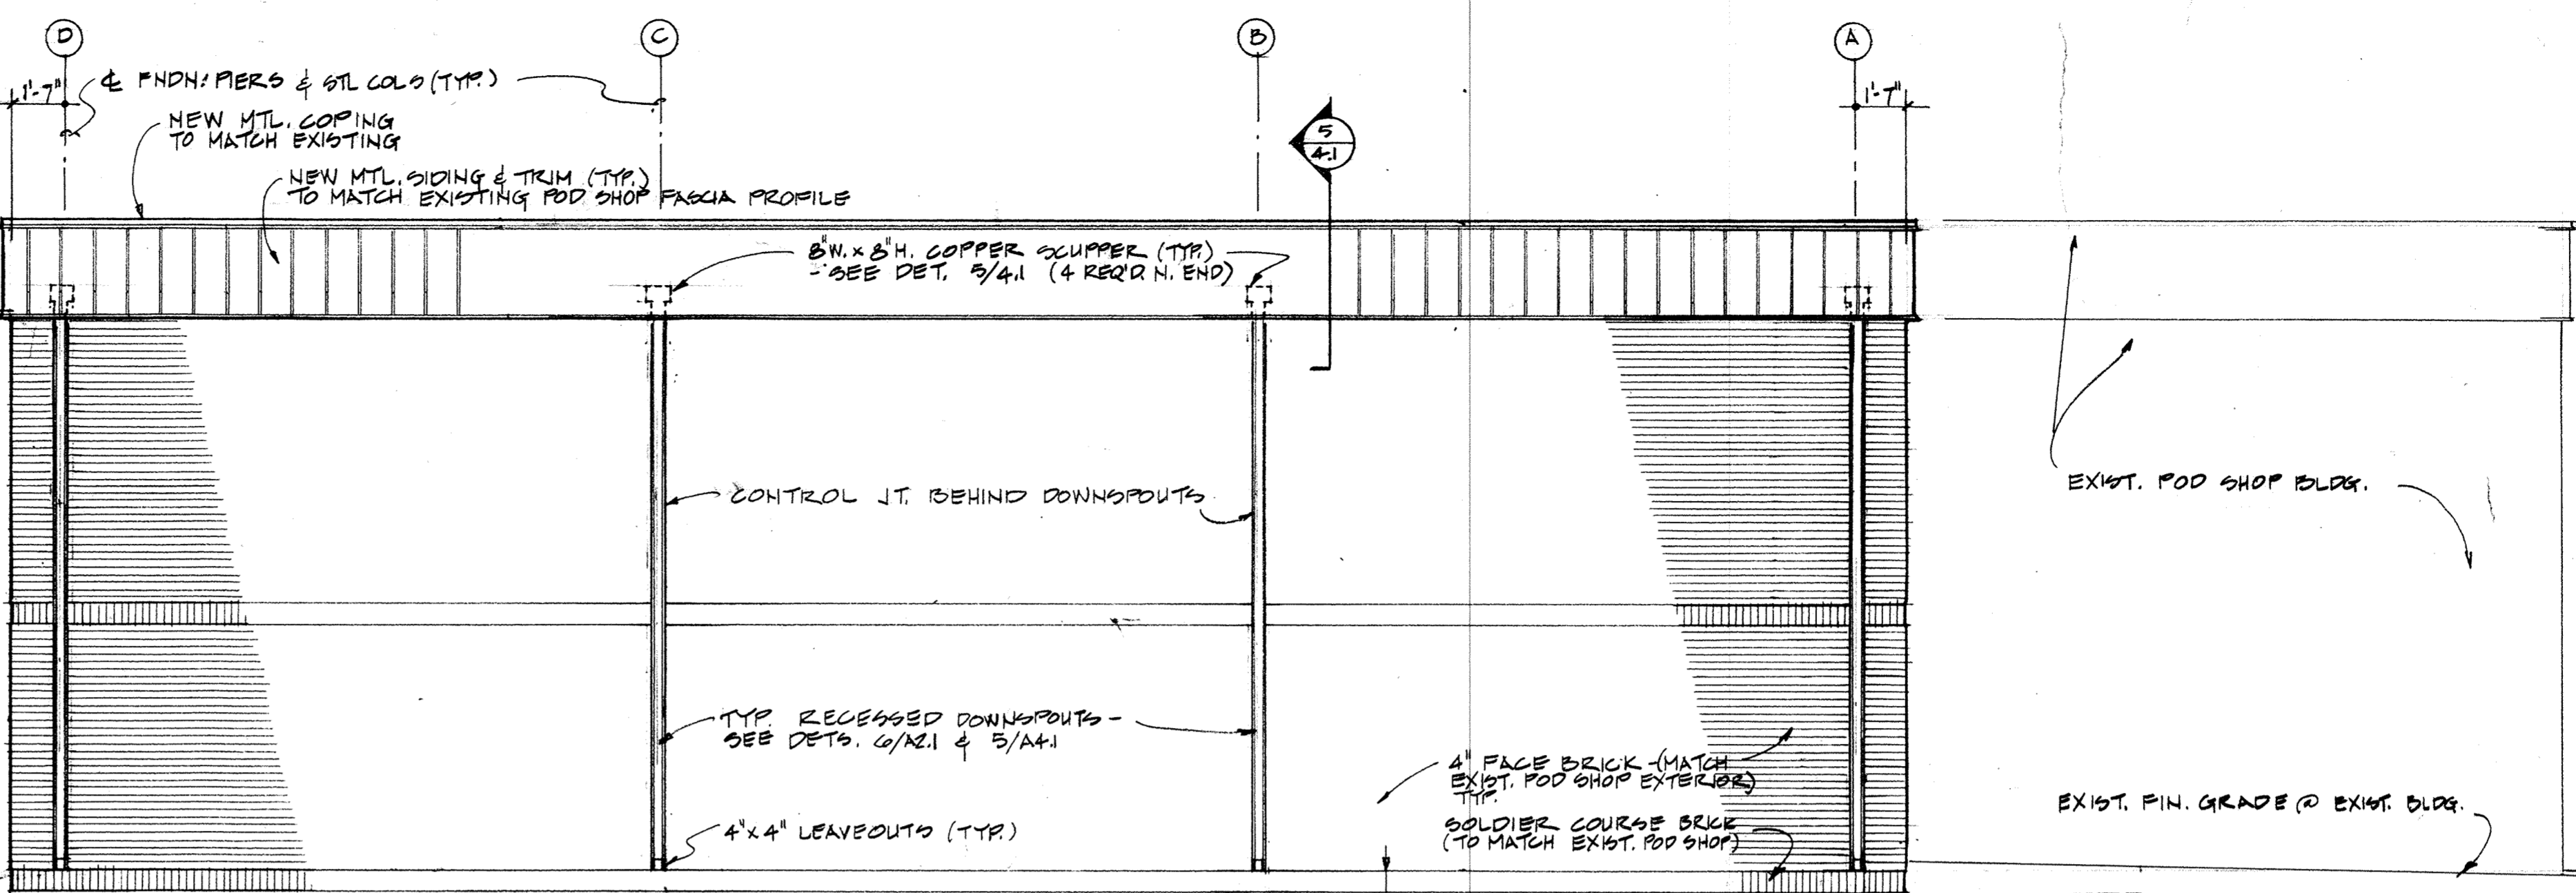 D
C
B
A
℄ FNDN. PIERS & STL COLS (TYP.)
1'-7"
1'-7"
NEW MTL. COPING
TO MATCH EXISTING
5
4.1
NEW MTL. SIDING & TRIM (TYP.)
TO MATCH EXISTING POD SHOP FASCIA PROFILE
8"W. x 8"H. COPPER SCUPPER (TYP.)
- SEE DET. 5/4.1 (4 REQ'D. N. END)
CONTROL JT. BEHIND DOWNSPOUTS
EXIST. POD SHOP BLDG.
TYP. RECESSED DOWNSPOUTS -
SEE DETS. 6/A2.1 & 5/A4.1
4" FACE BRICK - (MATCH
EXIST. POD SHOP EXTERIOR)
TYP.
4"x4" LEAVEOUTS (TYP.)
SOLDIER COURSE BRICK
(TO MATCH EXIST. POD SHOP)
EXIST. FIN. GRADE @ EXIST. BLDG.